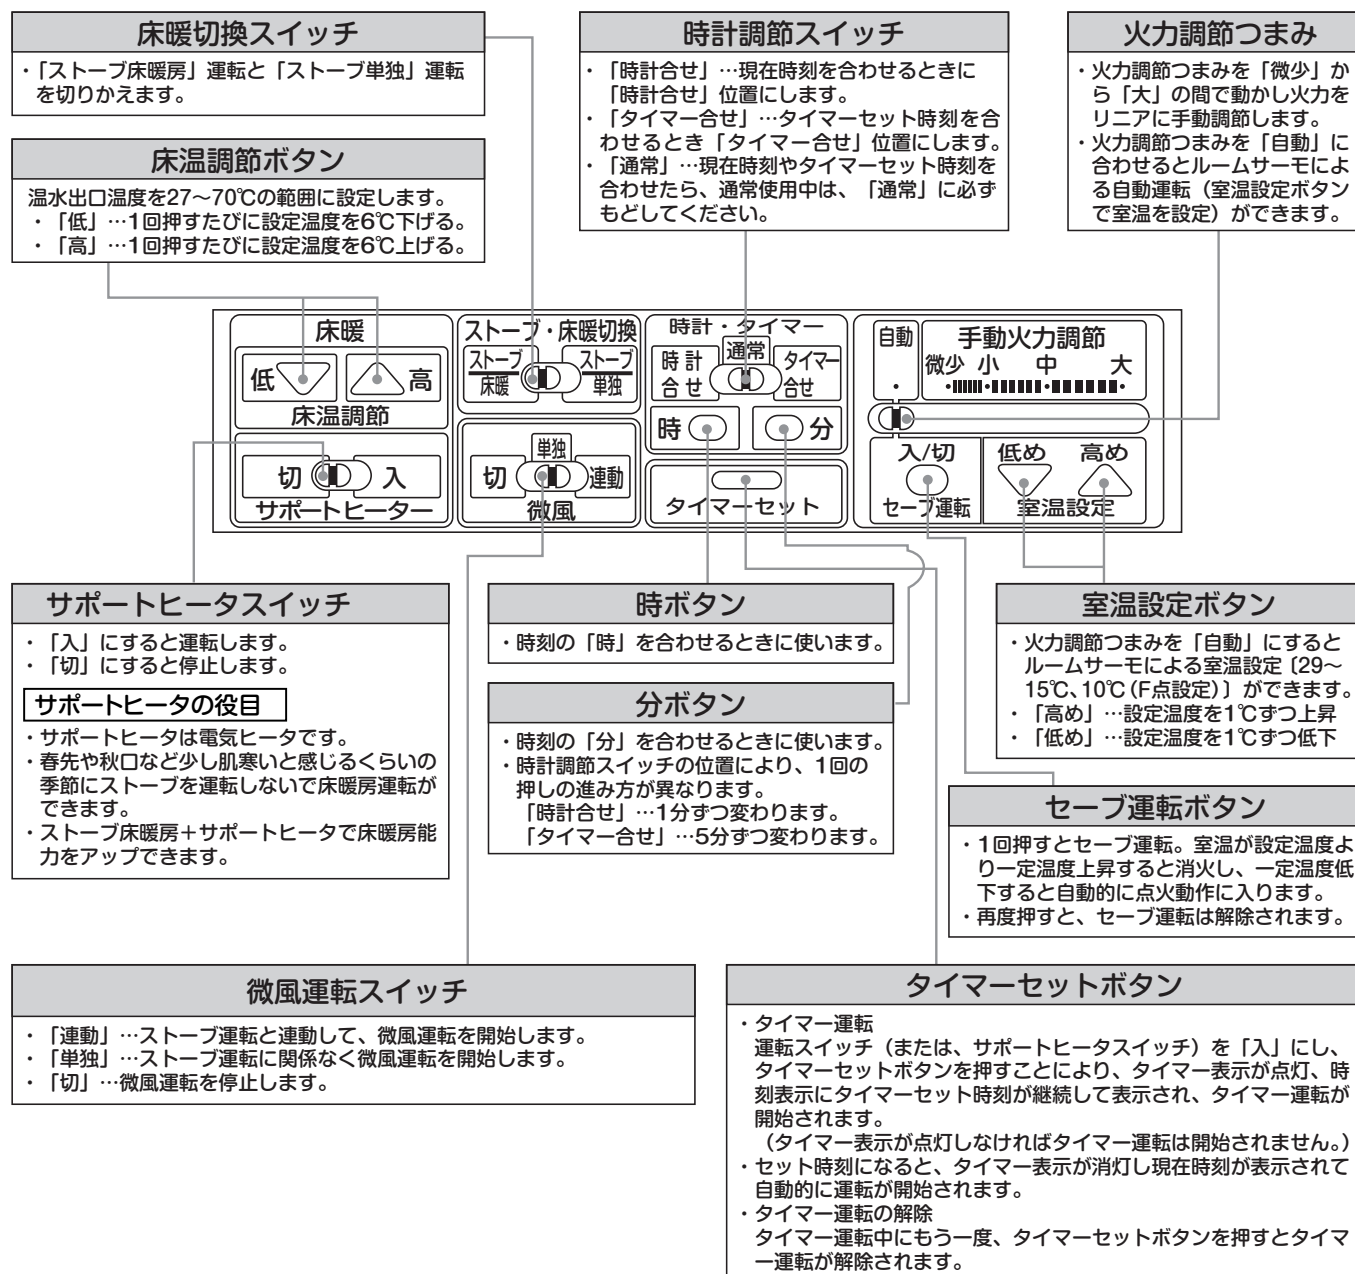 床暖切換スイッチ
・「ストーブ床暖房」運転と「ストーブ単独」運転
を切りかえます。
床温調節ボタン
温水出口温度を27～70℃の範囲に設定します。
・「低」…1回押すたびに設定温度を6℃下げる。
・「高」…1回押すたびに設定温度を6℃上げる。
時計調節スイッチ
・「時計合せ」…現在時刻を合わせるときに
「時計合せ」位置にします。
・「タイマー合せ」…タイマーセット時刻を合
わせるとき「タイマー合せ」位置にします。
・「通常」…現在時刻やタイマーセット時刻を
合わせたら、通常使用中は、「通常」に必ず
もどしてください。
火力調節つまみ
・火力調節つまみを「微少」か
ら「大」の間で動かし火力を
リニアに手動調節します。
・火力調節つまみを「自動」に
合わせるとルームサーモによ
る自動運転（室温設定ボタン
で室温を設定）ができます。
床暖
低
高
床温調節
切
入
サポートヒーター
ストーブ・床暖切換
ストーブ
床暖
ストーブ
単独
切
単独
連動
微風
時計・タイマー
時計
合せ
通常
タイマー
合せ
時
分
タイマーセット
自動
手動火力調節
微少 小 中 大
入/切
セーブ運転
低め
高め
室温設定
サポートヒータスイッチ
・「入」にすると運転します。
・「切」にすると停止します。
サポートヒータの役目
・サポートヒータは電気ヒータです。
・春先や秋口など少し肌寒いと感じるくらいの
季節にストーブを運転しないで床暖房運転が
できます。
・ストーブ床暖房＋サポートヒータで床暖房能
力をアップできます。
時ボタン
・時刻の「時」を合わせるときに使います。
分ボタン
・時刻の「分」を合わせるときに使います。
・時計調節スイッチの位置により、1回の
押しの進み方が異なります。
「時計合せ」…1分ずつ変わります。
「タイマー合せ」…5分ずつ変わります。
室温設定ボタン
・火力調節つまみを「自動」にすると
ルームサーモによる室温設定〔29～
15℃、10℃（F点設定）〕ができます。
・「高め」…設定温度を1℃ずつ上昇
・「低め」…設定温度を1℃ずつ低下
セーブ運転ボタン
・1回押すとセーブ運転。室温が設定温度よ
り一定温度上昇すると消火し、一定温度低
下すると自動的に点火動作に入ります。
・再度押すと、セーブ運転は解除されます。
微風運転スイッチ
・「連動」…ストーブ運転と連動して、微風運転を開始します。
・「単独」…ストーブ運転に関係なく微風運転を開始します。
・「切」…微風運転を停止します。
タイマーセットボタン
・タイマー運転
運転スイッチ（または、サポートヒータスイッチ）を「入」にし、
タイマーセットボタンを押すことにより、タイマー表示が点灯、時
刻表示にタイマーセット時刻が継続して表示され、タイマー運転が
開始されます。
（タイマー表示が点灯しなければタイマー運転は開始されません。）
・セット時刻になると、タイマー表示が消灯し現在時刻が表示されて
自動的に運転が開始されます。
・タイマー運転の解除
タイマー運転中にもう一度、タイマーセットボタンを押すとタイマ
ー運転が解除されます。